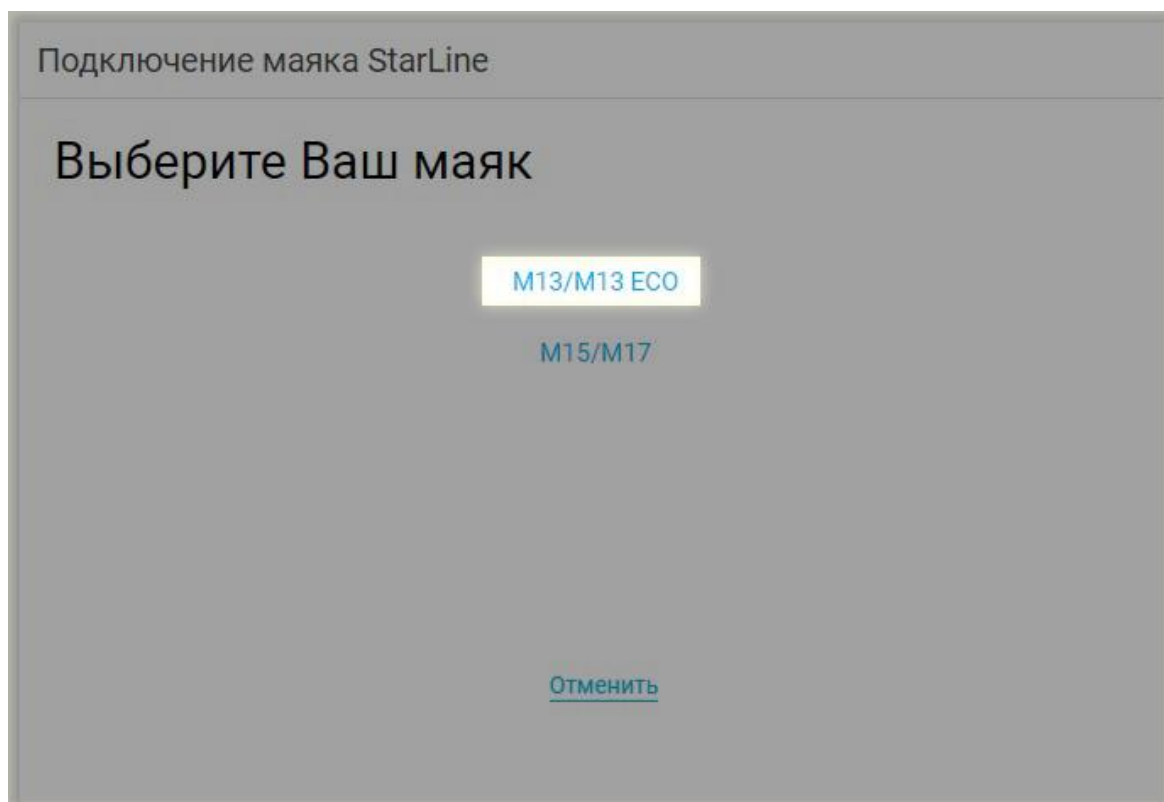 Подключение маяка StarLine
Выберите Ваш маяк
M13/M13 ECO
M15/M17
Отменить